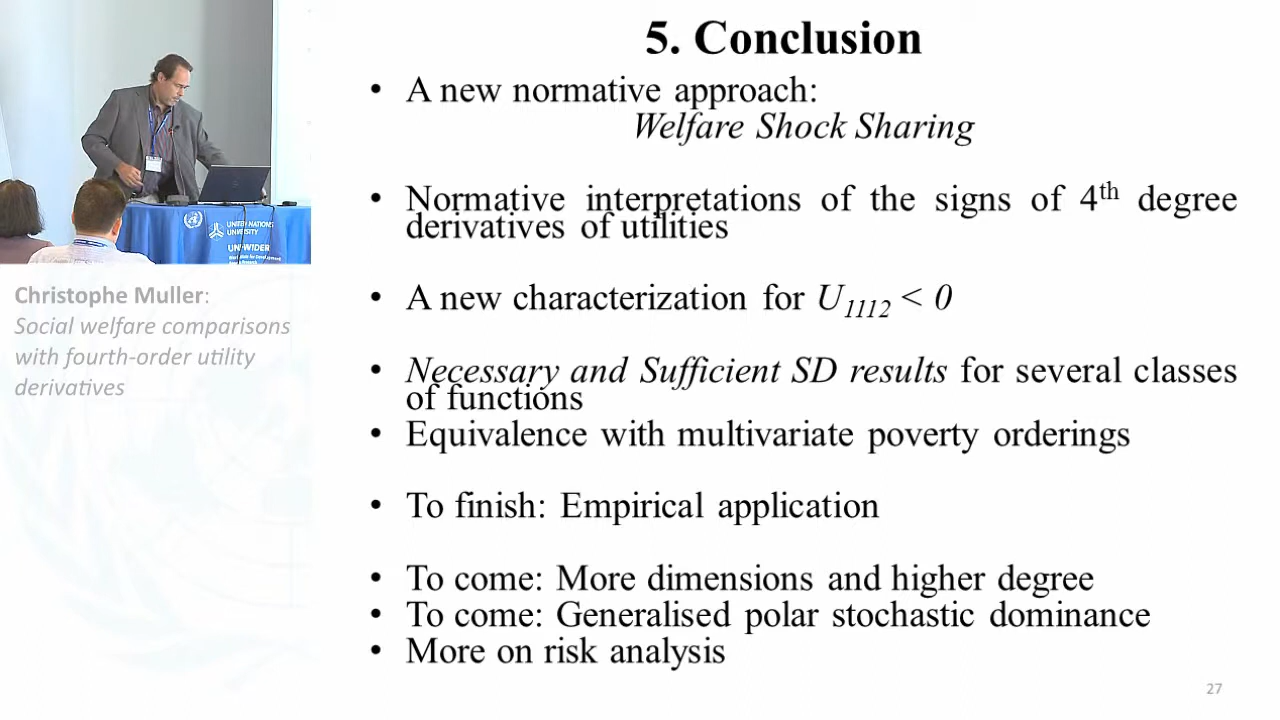 5. Conclusion
• A new normative approach:
Welfare Shock Sharing
• Normative interpretations of the signs of 4th degree
derivatives of utilities
• A new characterization for U1112 < 0
• Necessary and Sufficient SD results for several classes
of functions
• Equivalence with multivariate poverty orderings
• To finish: Empirical application
• To come: More dimensions and higher degree
• To come: Generalised polar stochastic dominance
• More on risk analysis
27
UNITED NATIONS
UNIVERSITY
UNU-WIDER
Christophe Muller:
Social welfare comparisons
with fourth-order utility
derivatives